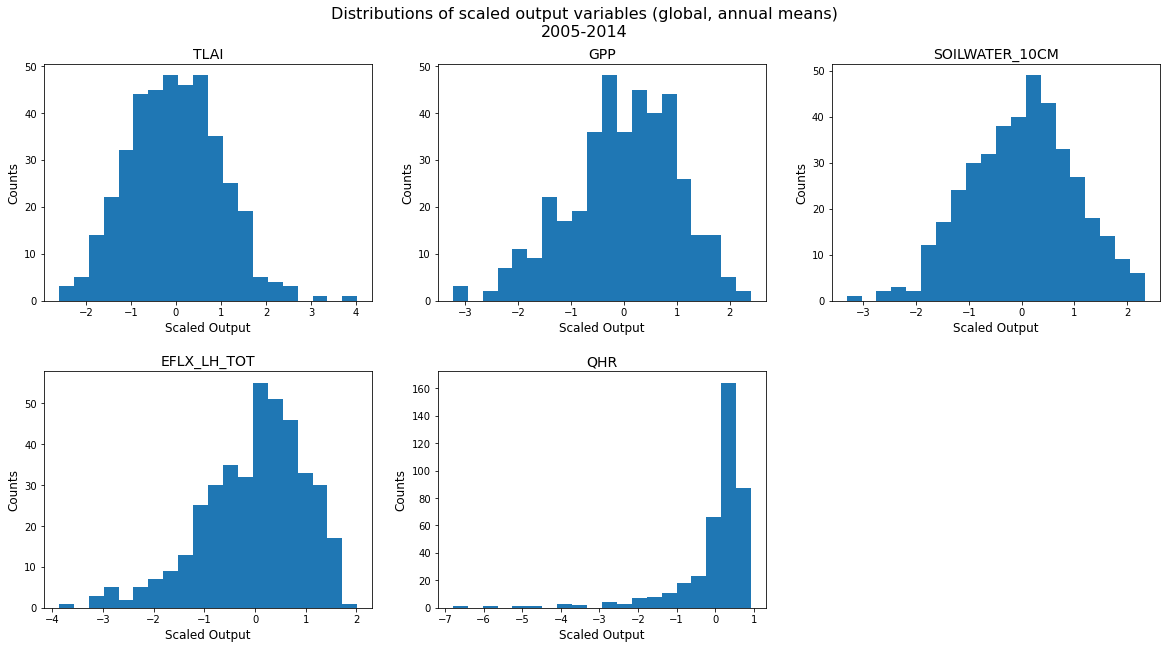 Distributions of scaled output variables (global, annual means)
2005-2014
TLAI
50
40
30
20
10
0
Counts
−2 −1 0 1 2 3 4
Scaled Output
GPP
50
40
30
20
10
0
Counts
−3 −2 −1 0 1 2
Scaled Output
SOILWATER_10CM
50
40
30
20
10
0
Counts
−3 −2 −1 0 1 2
Scaled Output
EFLX_LH_TOT
50
40
30
20
10
0
Counts
−4 −3 −2 −1 0 1 2
Scaled Output
QHR
160
140
120
100
80
60
40
20
0
Counts
−7 −6 −5 −4 −3 −2 −1 0 1
Scaled Output